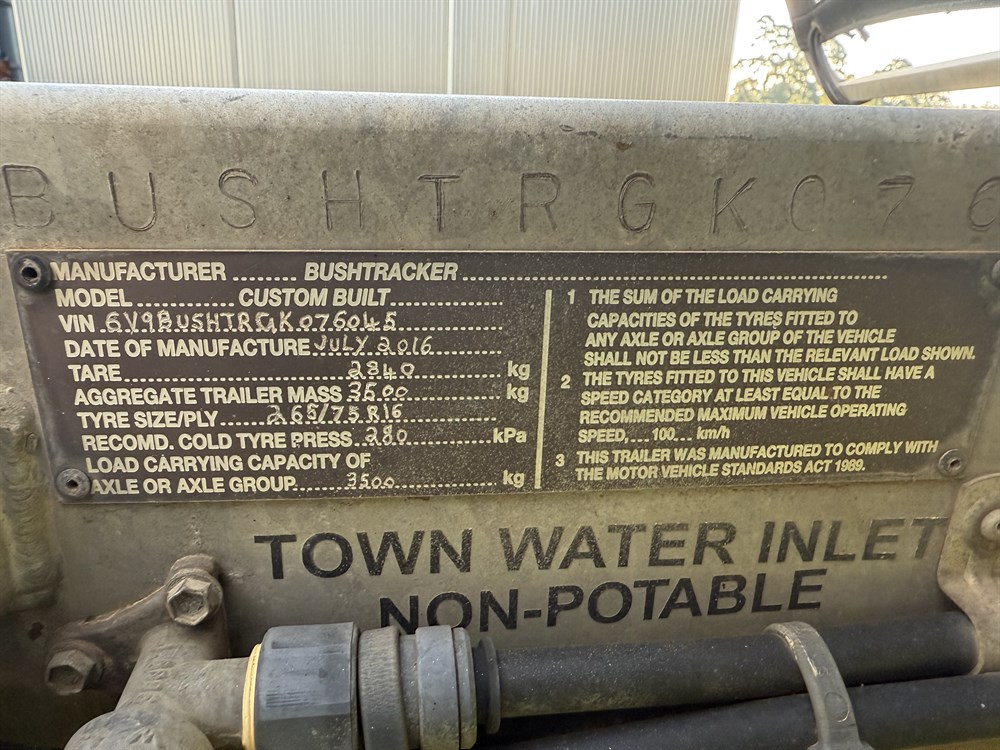 BUSHTRGK076
MANUFACTURER ........ BUSHTRACKER ........
MODEL ............ CUSTOM BUILT ............
VIN 6V9BUSHTRGK076045
DATE OF MANUFACTURE JULY 2016
TARE ........ 2840 ........ kg
AGGREGATE TRAILER MASS 3500 ........ kg
TYRE SIZE/PLY ...... 265/75 R16 ........
RECOMD. COLD TYRE PRESS. 280 ........ kPa
LOAD CARRYING CAPACITY OF
AXLE OR AXLE GROUP ...... 3500 ........ kg
1 THE SUM OF THE LOAD CARRYING
CAPACITIES OF THE TYRES FITTED TO
ANY AXLE OR AXLE GROUP OF THE VEHICLE
SHALL NOT BE LESS THAN THE RELEVANT LOAD SHOWN.
2 THE TYRES FITTED TO THIS VEHICLE SHALL HAVE A
SPEED CATEGORY AT LEAST EQUAL TO THE
RECOMMENDED MAXIMUM VEHICLE OPERATING
SPEED,... 100... km/h
3 THIS TRAILER WAS MANUFACTURED TO COMPLY WITH
THE MOTOR VEHICLE STANDARDS ACT 1989.
TOWN WATER INLET
NON-POTABLE